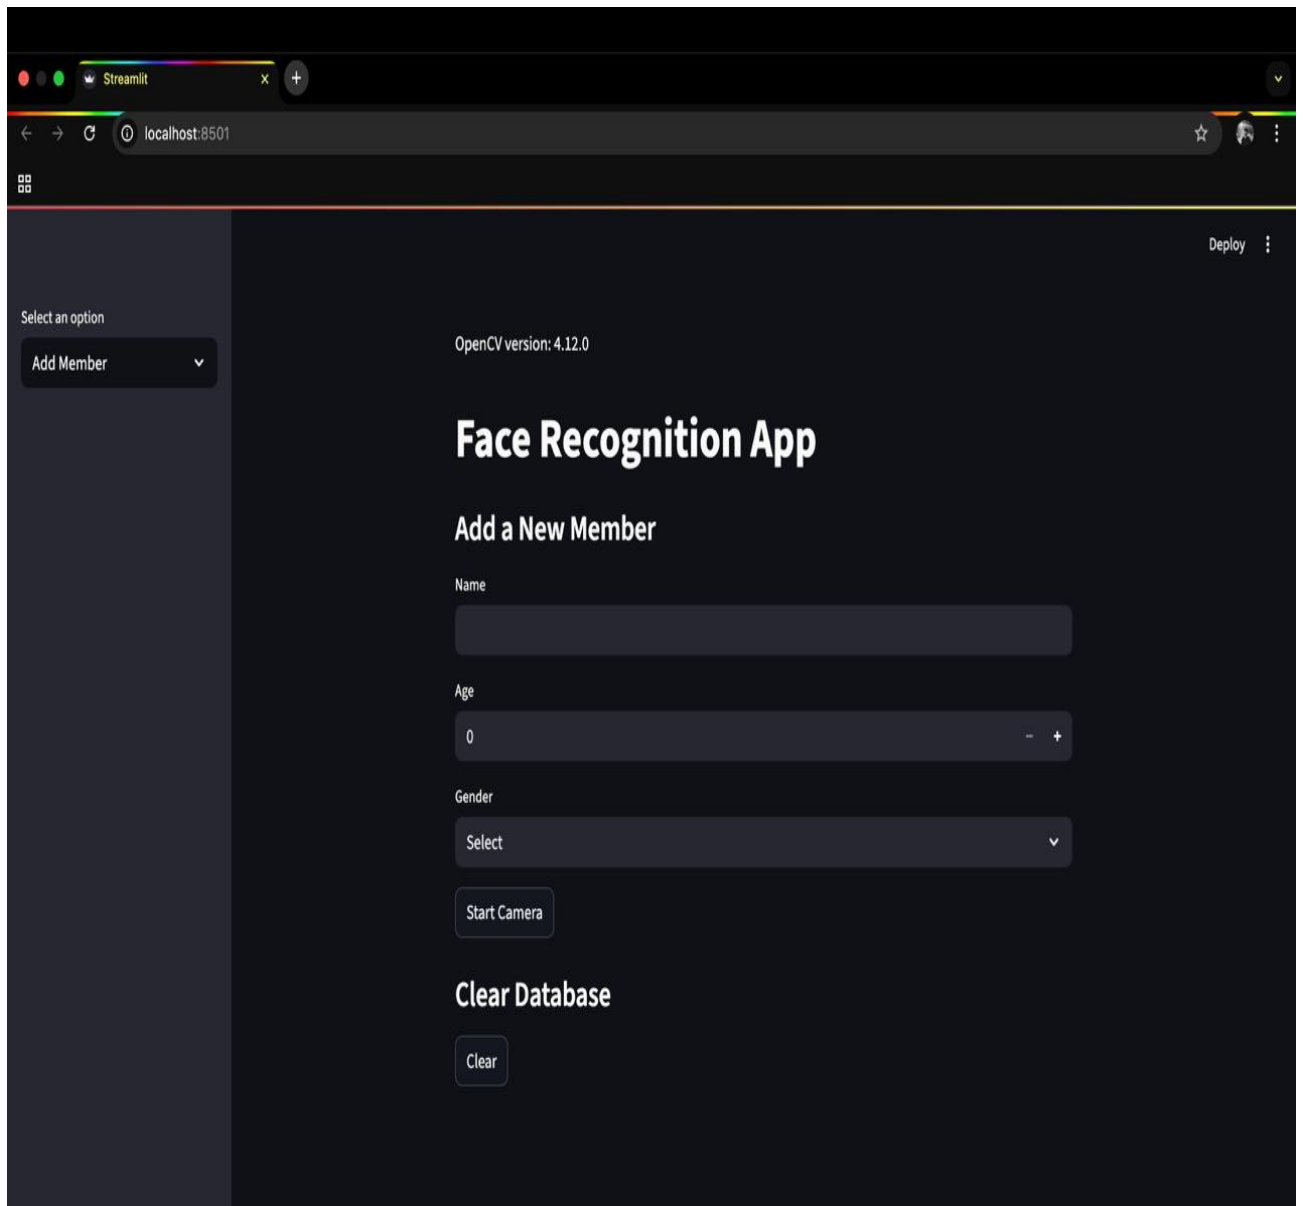 Streamlit
localhost:8501
Deploy
Select an option
Add Member
OpenCV version: 4.12.0
Face Recognition App
Add a New Member
Name
Age
0
Gender
Select
Start Camera
Clear Database
Clear